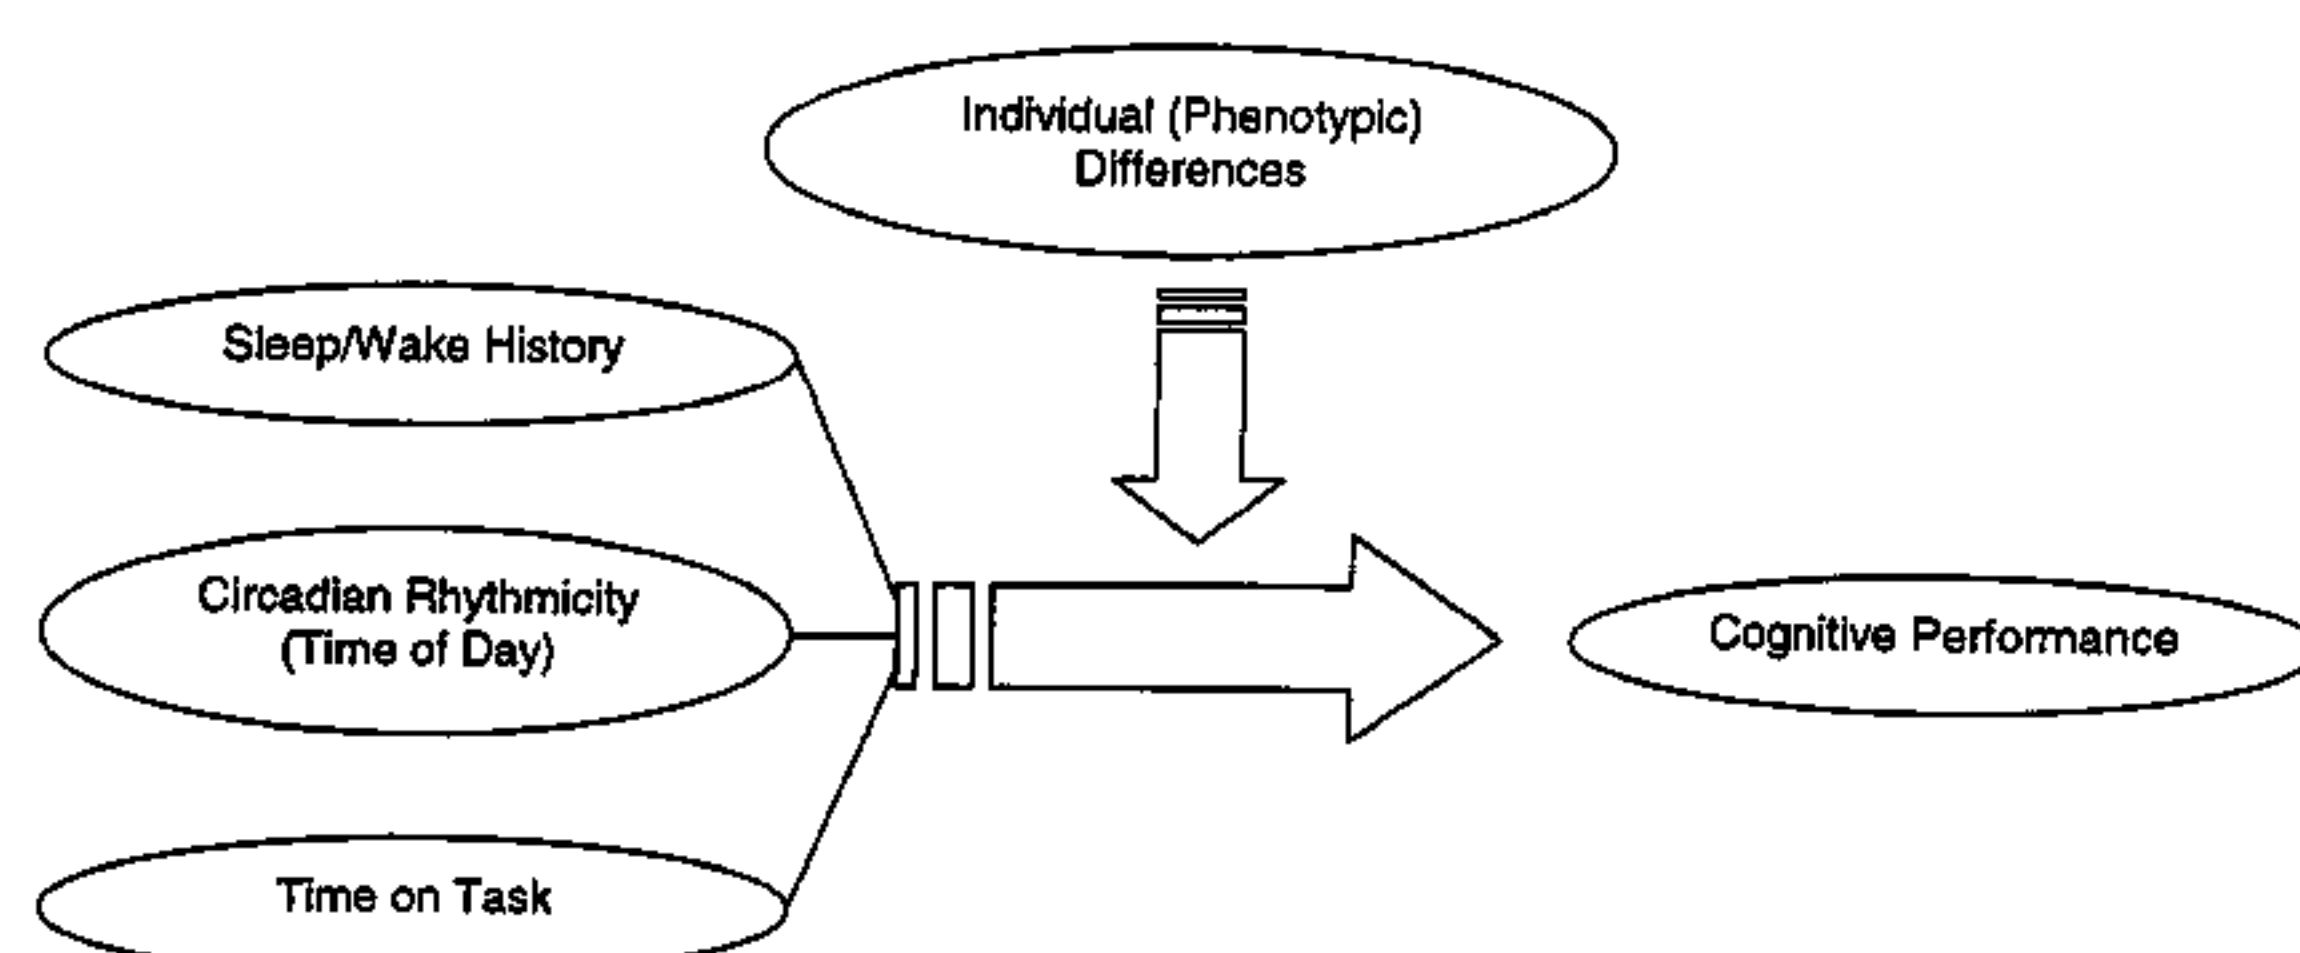 Individual (Phenotypic)
Differences
Sleep/Wake History
Circadian Rhythmicity
(Time of Day)
Cognitive Performance
Time on Task